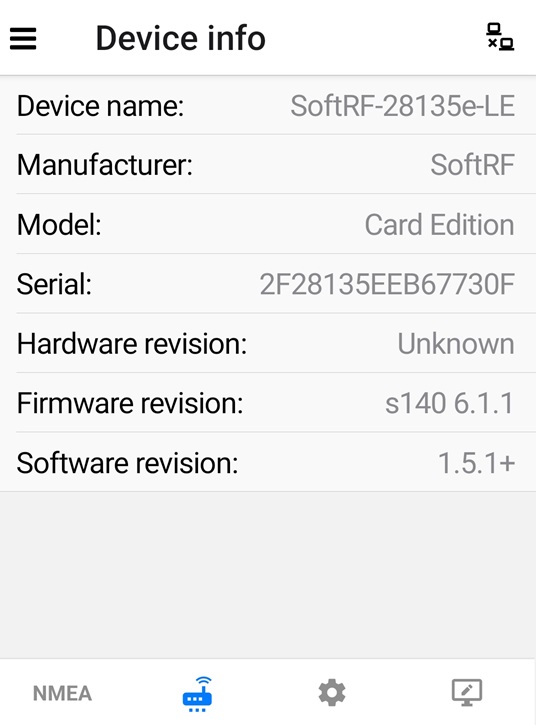 Device info
Device name: SoftRF-28135e-LE
Manufacturer: SoftRF
Model: Card Edition
Serial: 2F28135EEB67730F
Hardware revision: Unknown
Firmware revision: s140 6.1.1
Software revision: 1.5.1+
NMEA